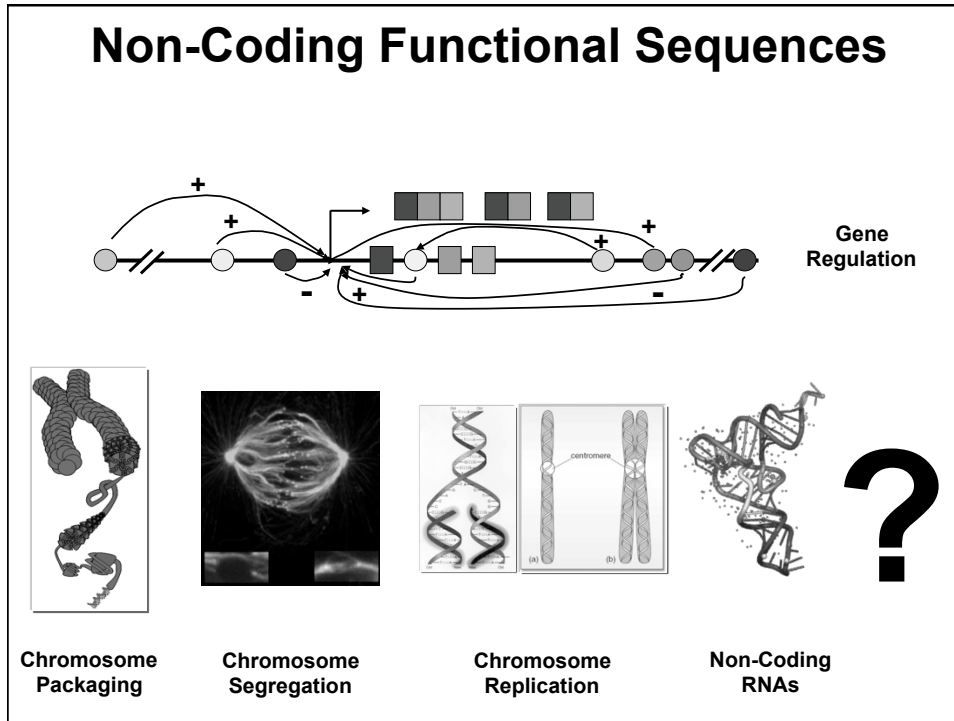 Non-Coding Functional Sequences
+
+
+
+
-
+
-
Gene
Regulation
centromere
(a)
(b)
?
Chromosome
Packaging
Chromosome
Segregation
Chromosome
Replication
Non-Coding
RNAs